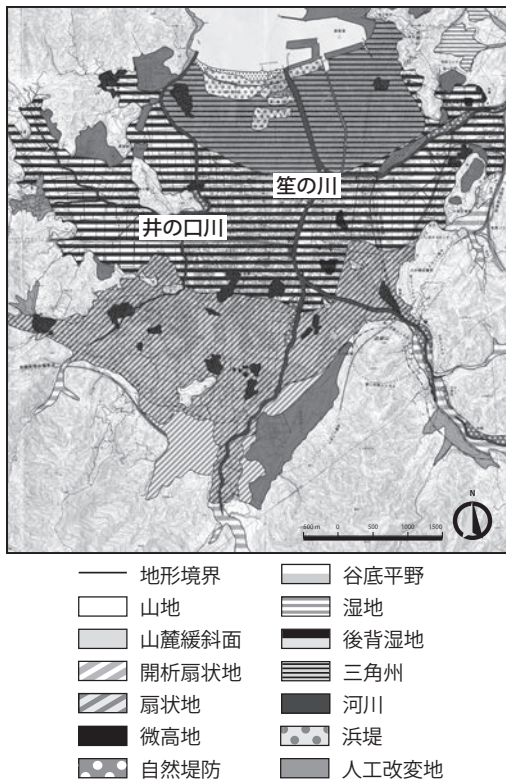 笙の川
井の口川
N
-500 m 0 500 1000 1500
地形境界
山地
山麓緩斜面
開析扇状地
扇状地
微高地
自然堤防
谷底平野
湿地
後背湿地
三角州
河川
浜堤
人工改変地